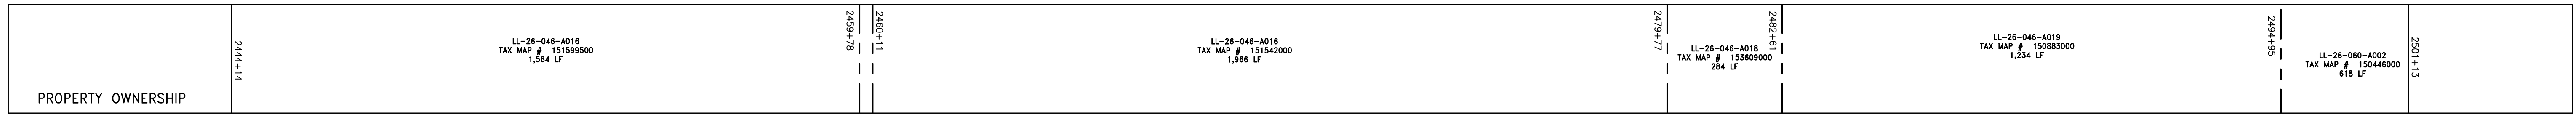 PROPERTY OWNERSHIP
2444+14
LL-26-046-A016
TAX MAP # 151599500
1,564 LF
2459+78
2460+11
LL-26-046-A016
TAX MAP # 151542000
1,966 LF
2479+77
LL-26-046-A018
TAX MAP # 153609000
284 LF
2482+61
LL-26-046-A019
TAX MAP # 150883000
1,234 LF
2494+95
LL-26-060-A002
TAX MAP # 150446000
618 LF
2501+13